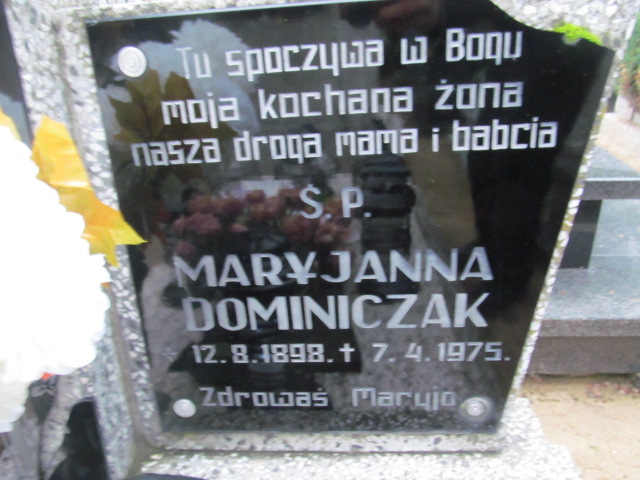 Tu spoczywa w Bogu
moja kochana żona
nasza droga mama i babcia
Ś. P.
MARYJANNA
DOMINICZAK
12. 8. 1898. † 7. 4. 1975.
Zdrowaś Maryjo